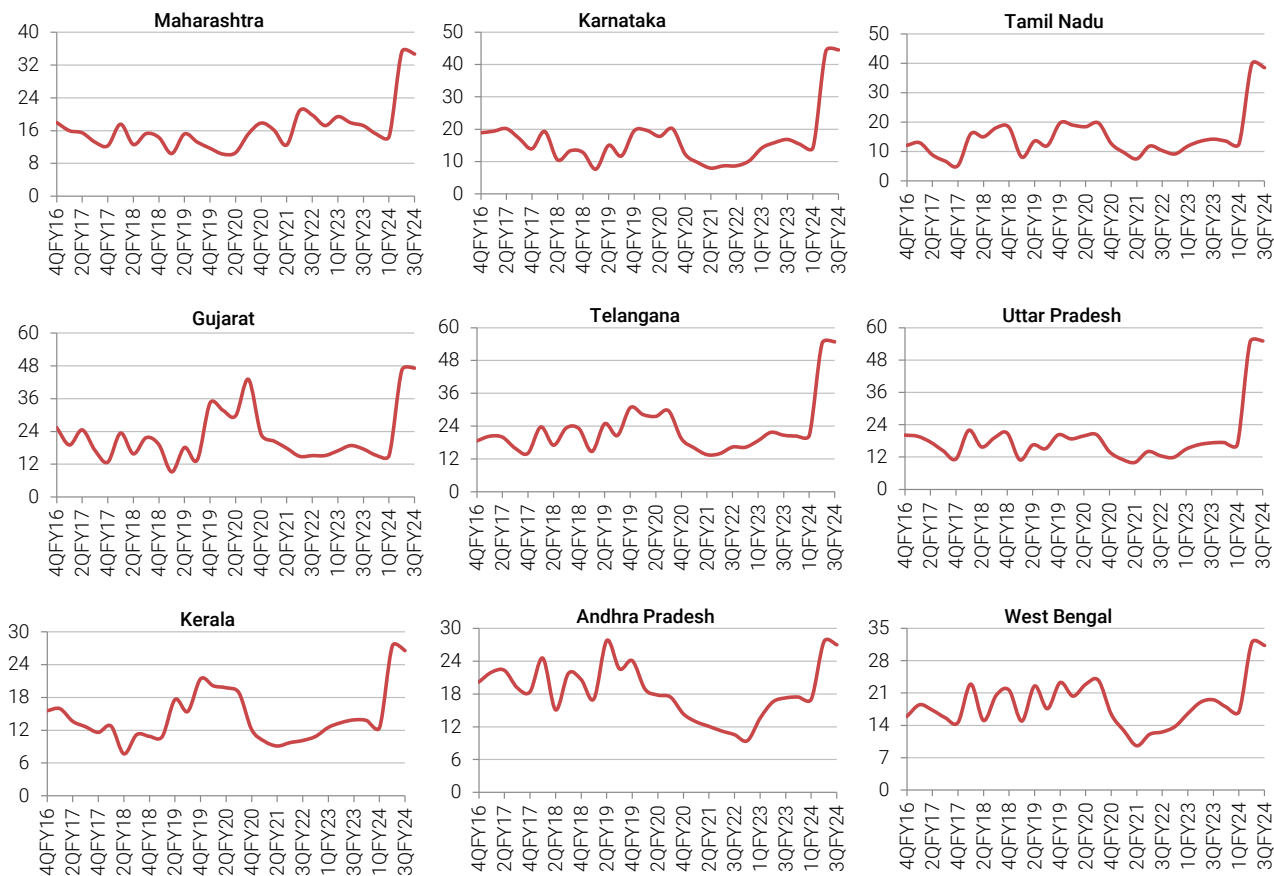 Maharashtra
40
32
24
16
8
0
4QFY16
2QFY17
4QFY17
2QFY18
4QFY18
2QFY19
4QFY19
2QFY20
4QFY20
2QFY21
3QFY22
1QFY23
3QFY23
1QFY24
3QFY24
Karnataka
50
40
30
20
10
0
4QFY16
2QFY17
4QFY17
2QFY18
4QFY18
2QFY19
4QFY19
2QFY20
4QFY20
2QFY21
3QFY22
1QFY23
3QFY23
1QFY24
3QFY24
Tamil Nadu
50
40
30
20
10
0
4QFY16
2QFY17
4QFY17
2QFY18
4QFY18
2QFY19
4QFY19
2QFY20
4QFY20
2QFY21
3QFY22
1QFY23
3QFY23
1QFY24
3QFY24
Gujarat
60
48
36
24
12
0
4QFY16
2QFY17
4QFY17
2QFY18
4QFY18
2QFY19
4QFY19
2QFY20
4QFY20
2QFY21
3QFY22
1QFY23
3QFY23
1QFY24
3QFY24
Telangana
60
48
36
24
12
0
4QFY16
2QFY17
4QFY17
2QFY18
4QFY18
2QFY19
4QFY19
2QFY20
4QFY20
2QFY21
3QFY22
1QFY23
3QFY23
1QFY24
3QFY24
Uttar Pradesh
60
48
36
24
12
0
4QFY16
2QFY17
4QFY17
2QFY18
4QFY18
2QFY19
4QFY19
2QFY20
4QFY20
2QFY21
3QFY22
1QFY23
3QFY23
1QFY24
3QFY24
Kerala
30
24
18
12
6
0
4QFY16
2QFY17
4QFY17
2QFY18
4QFY18
2QFY19
4QFY19
2QFY20
4QFY20
2QFY21
3QFY22
1QFY23
3QFY23
1QFY24
3QFY24
Andhra Pradesh
30
24
18
12
6
0
4QFY16
2QFY17
4QFY17
2QFY18
4QFY18
2QFY19
4QFY19
2QFY20
4QFY20
2QFY21
3QFY22
1QFY23
3QFY23
1QFY24
3QFY24
West Bengal
35
28
21
14
7
0
4QFY16
2QFY17
4QFY17
2QFY18
4QFY18
2QFY19
4QFY19
2QFY20
4QFY20
2QFY21
3QFY22
1QFY23
3QFY23
1QFY24
3QFY24